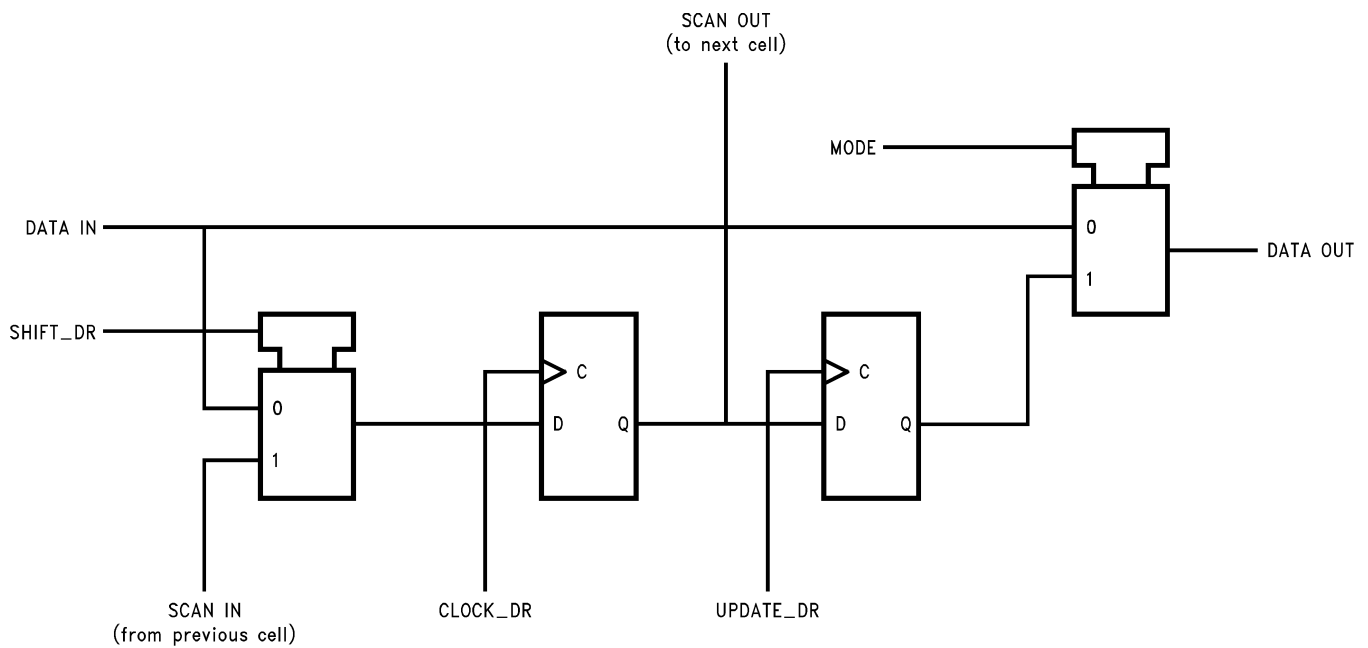 SCAN OUT
(to next cell)
MODE
DATA IN
0
DATA OUT
1
SHIFT_DR
C
C
0
D
Q
D
Q
1
SCAN IN
(from previous cell)
CLOCK_DR
UPDATE_DR